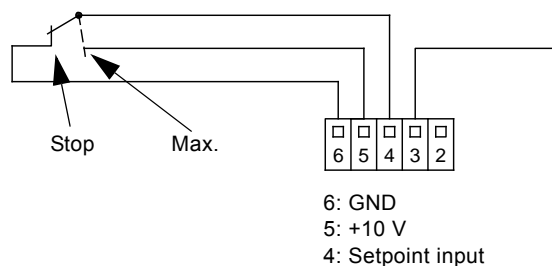 Stop
Max.
6 5 4 3 2
6: GND
5: +10 V
4: Setpoint input